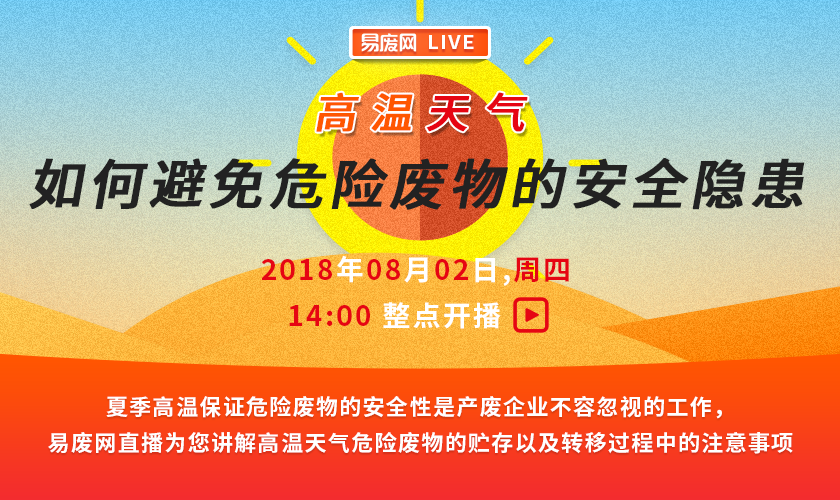 易废网 LIVE
高温天气
如何避免危险废物的安全隐患
2018年08月02日,周四
14:00 整点开播
夏季高温保证危险废物的安全性是产废企业不容忽视的工作，
易废网直播为您讲解高温天气危险废物的贮存以及转移过程中的注意事项